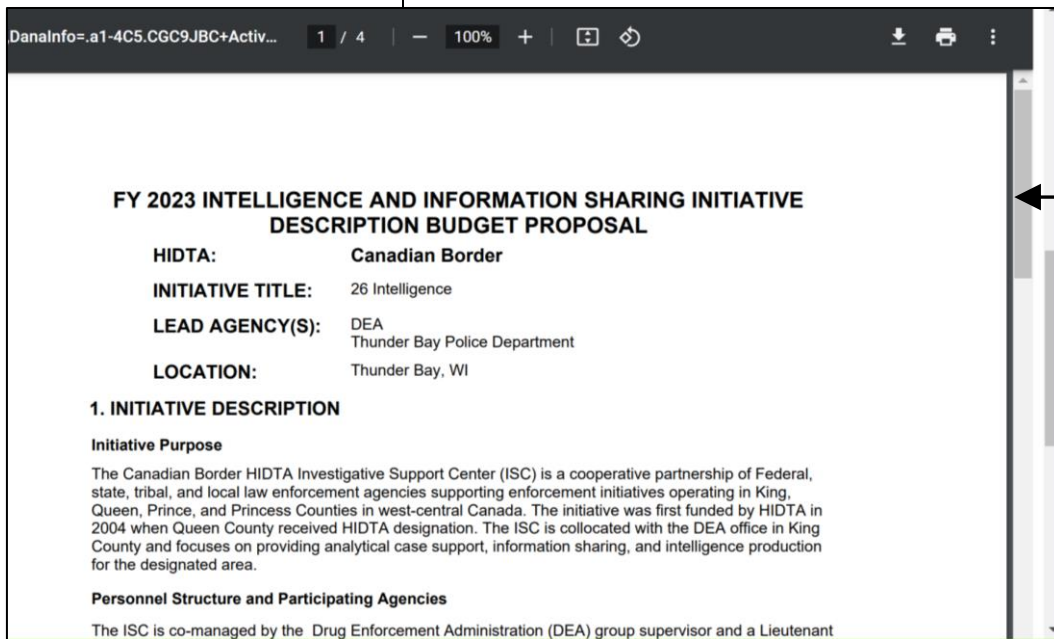 DanaInfo=.a1-4C5.CGC9JBC+Activ... 1 / 4 100%
FY 2023 INTELLIGENCE AND INFORMATION SHARING INITIATIVE
DESCRIPTION BUDGET PROPOSAL
HIDTA: Canadian Border
INITIATIVE TITLE: 26 Intelligence
LEAD AGENCY(S): DEA
Thunder Bay Police Department
LOCATION: Thunder Bay, WI
1. INITIATIVE DESCRIPTION
Initiative Purpose
The Canadian Border HIDTA Investigative Support Center (ISC) is a cooperative partnership of Federal,
state, tribal, and local law enforcement agencies supporting enforcement initiatives operating in King,
Queen, Prince, and Princess Counties in west-central Canada. The initiative was first funded by HIDTA in
2004 when Queen County received HIDTA designation. The ISC is collocated with the DEA office in King
County and focuses on providing analytical case support, information sharing, and intelligence production
for the designated area.
Personnel Structure and Participating Agencies
The ISC is co-managed by the Drug Enforcement Administration (DEA) group supervisor and a Lieutenant